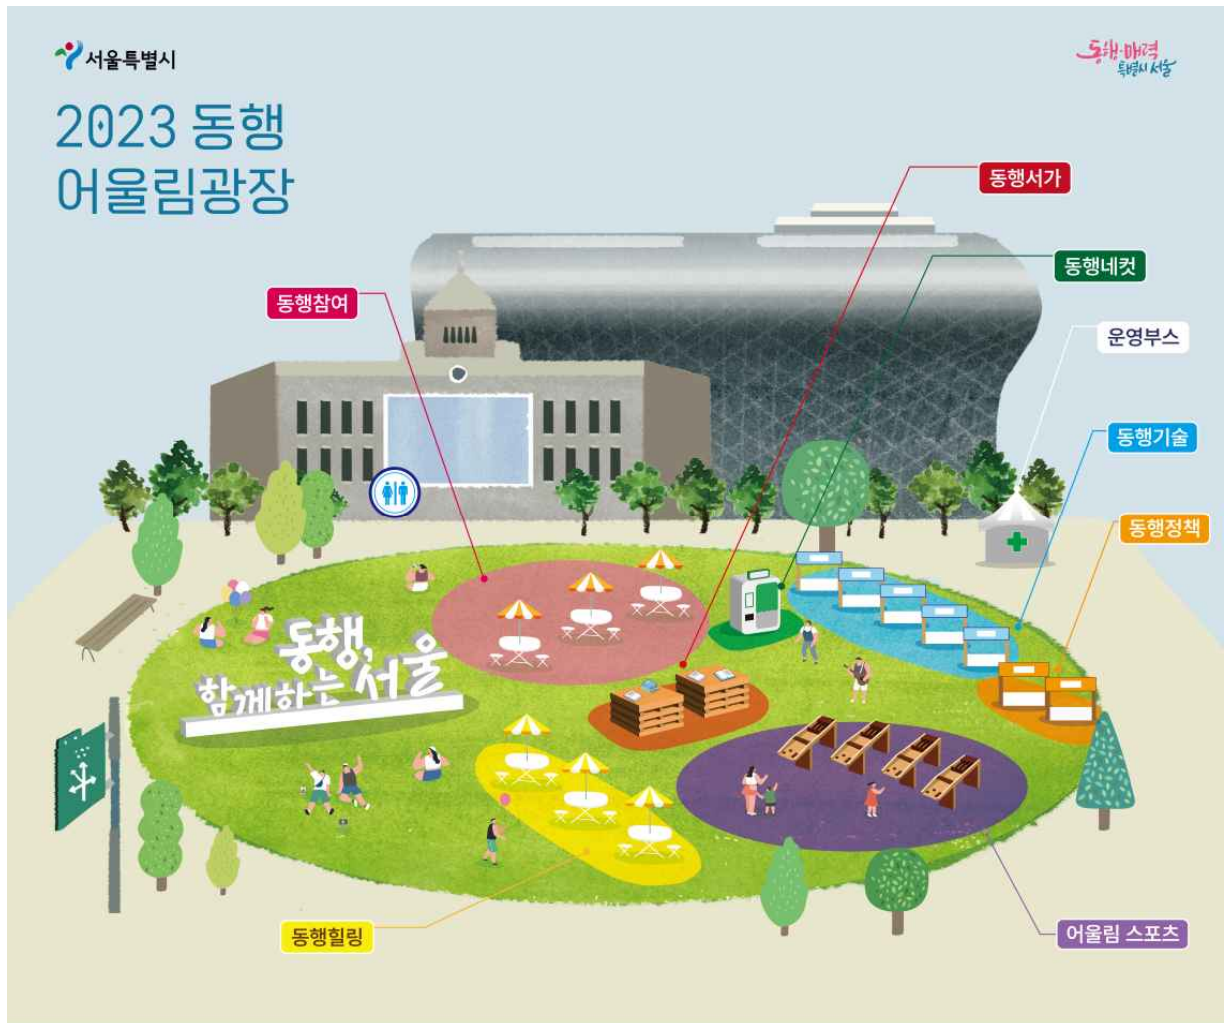 서울특별시
동행·매력
특별시 서울
2023 동행
어울림광장
동행서가
동행네컷
동행참여
운영부스
동행기술
동행정책
동행,
함께하는 서울
동행힐링
어울림 스포츠